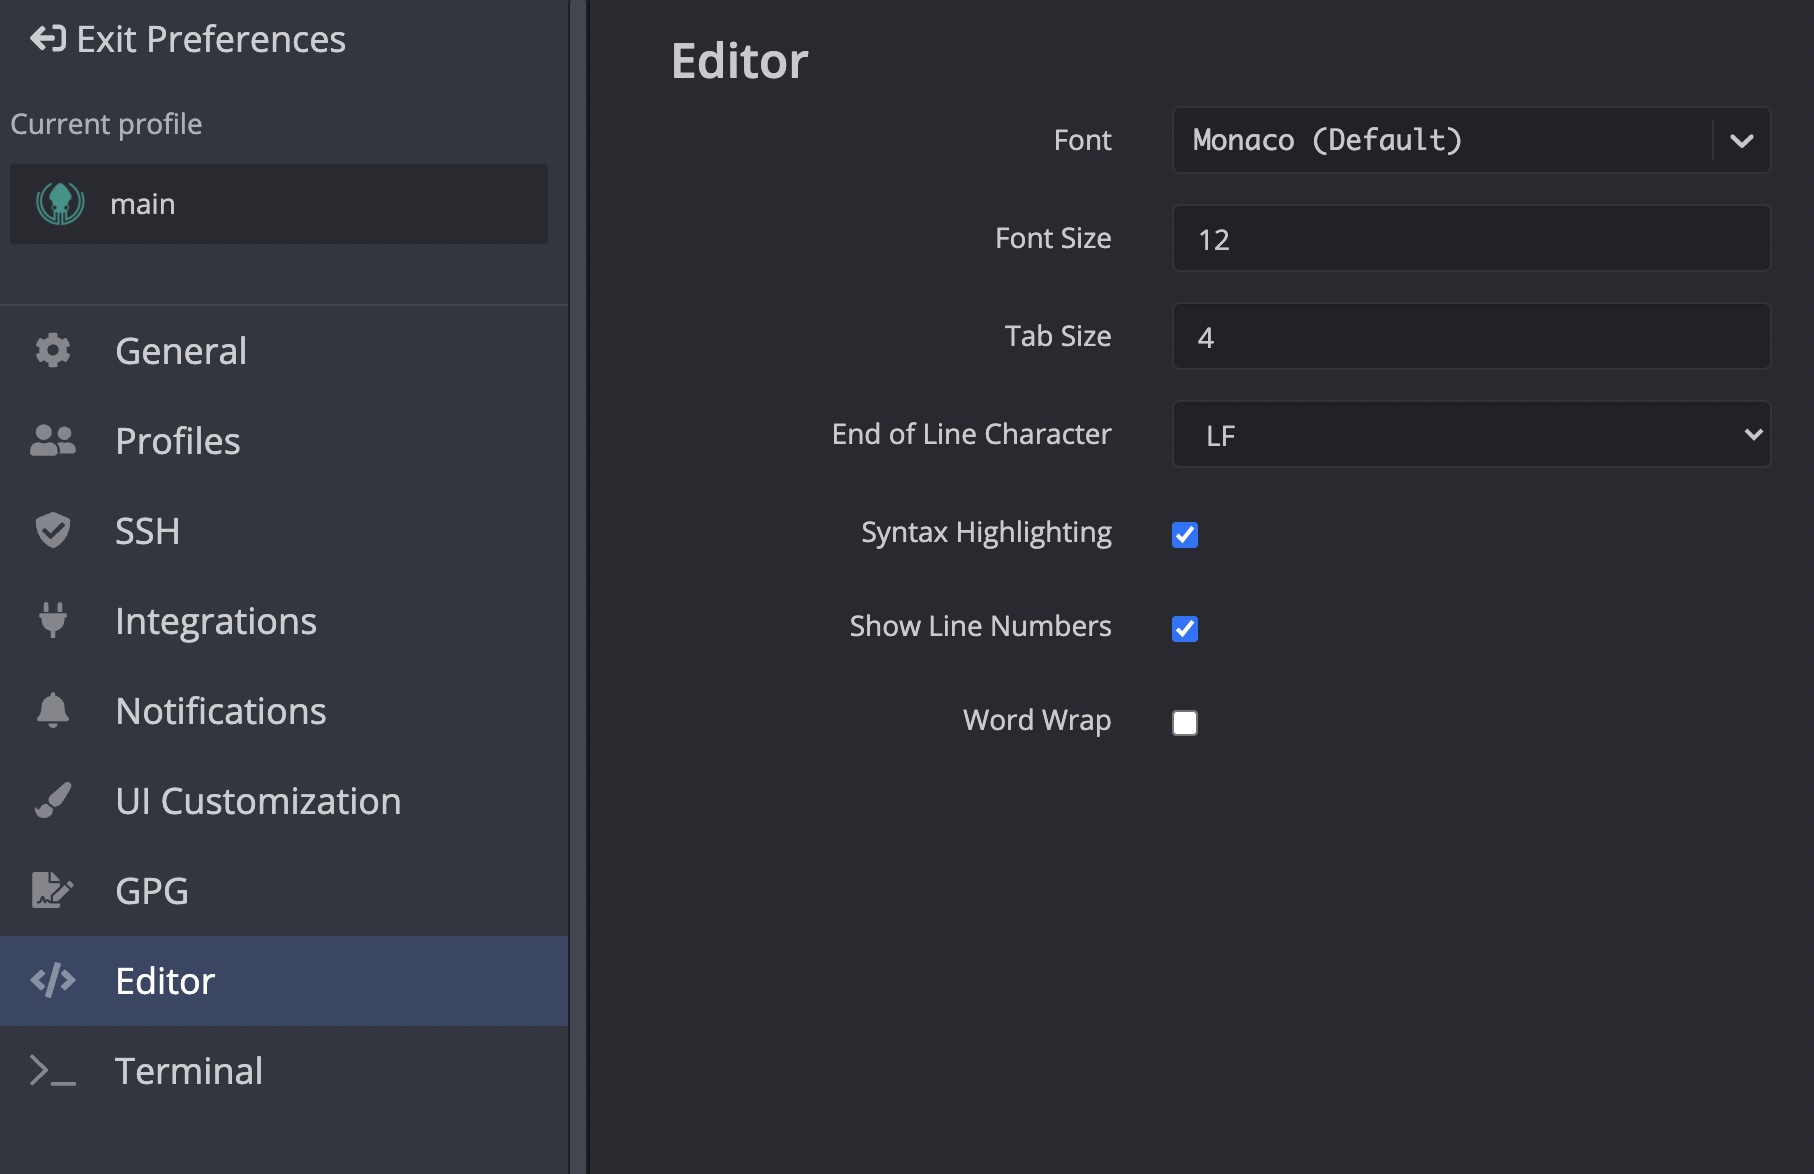 Exit Preferences
Current profile
main
General
Profiles
SSH
Integrations
Notifications
UI Customization
GPG
Editor
Terminal
Editor
Font
Monaco (Default)
Font Size
12
Tab Size
4
End of Line Character
LF
Syntax Highlighting
Show Line Numbers
Word Wrap